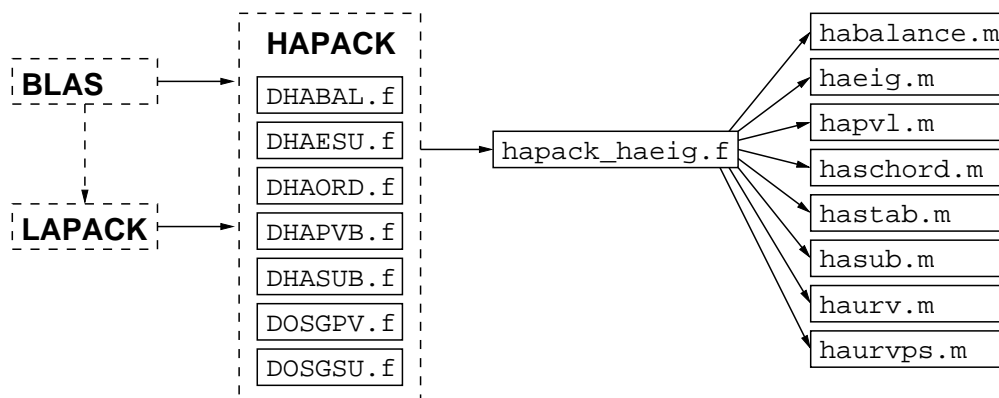 BLAS
LAPACK
HAPACK
DHABAL.f
DHAESU.f
DHAORD.f
DHAPVB.f
DHASUB.f
DOSGPV.f
DOSGSU.f
hapack_haeig.f
habalance.m
haeig.m
hapvl.m
haschord.m
hastab.m
hasub.m
haurv.m
haurvps.m